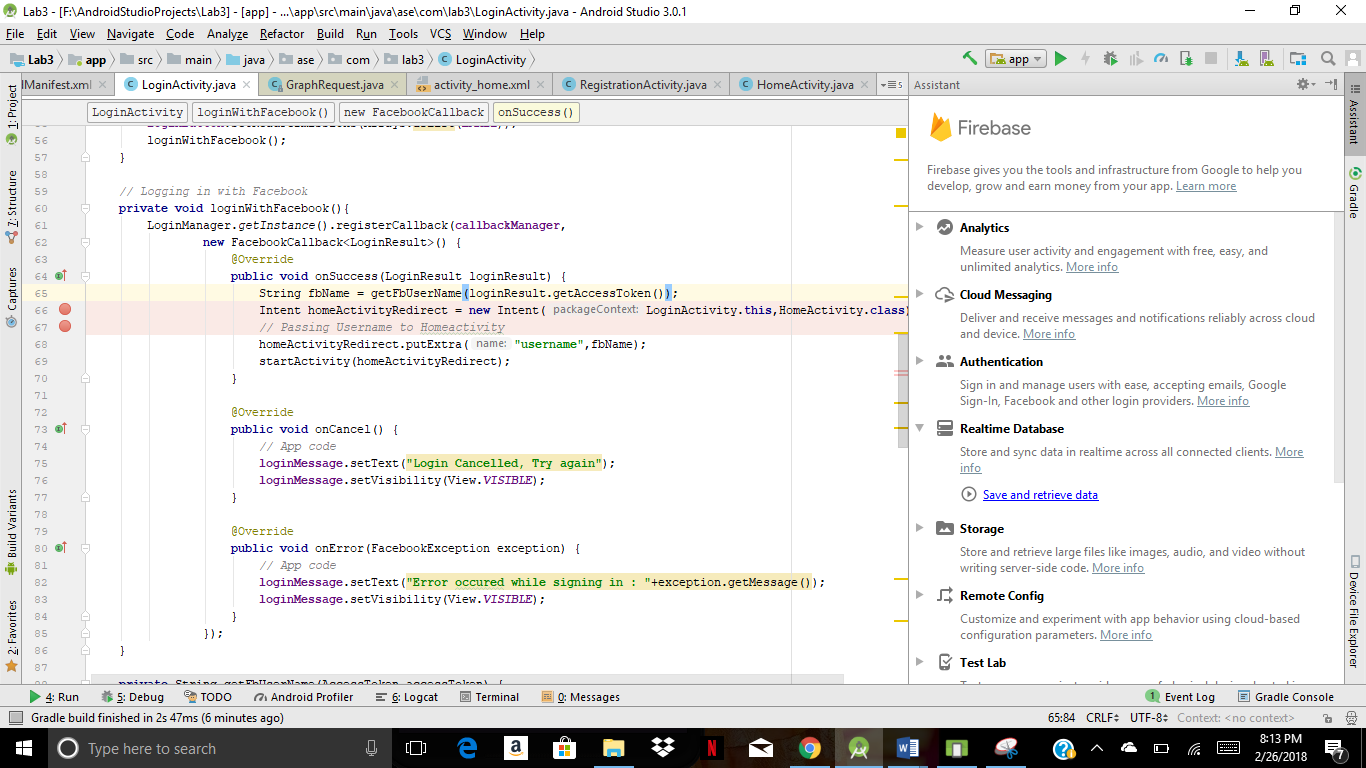 Lab3 - [F:\AndroidStudioProjects\Lab3] - [app] - ...\app\src\main\java\ase\com\lab3\LoginActivity.java - Android Studio 3.0.1
File Edit View Navigate Code Analyze Refactor Build Run Tools VCS Window Help
Lab3 app src main java ase com lab3 LoginActivity
app
lManifest.xml LoginActivity.java GraphRequest.java activity_home.xml RegistrationActivity.java HomeActivity.java
LoginActivity loginWithFacebook() new FacebookCallback onSuccess()
56 loginWithFacebook();
57 }
58
59 // Logging in with Facebook
60 private void loginWithFacebook(){
61 LoginManager.getInstance().registerCallback(callbackManager,
62 new FacebookCallback<LoginResult>() {
63 @Override
64 public void onSuccess(LoginResult loginResult) {
65 String fbName = getFbUserName(loginResult.getAccessToken());
66 Intent homeActivityRedirect = new Intent( packageContext: LoginActivity.this,HomeActivity.class)
67 // Passing Username to Homeactivity
68 homeActivityRedirect.putExtra( name: "username",fbName);
69 startActivity(homeActivityRedirect);
70 }
71
72 @Override
73 public void onCancel() {
74 // App code
75 loginMessage.setText("Login Cancelled, Try again");
76 loginMessage.setVisibility(View.VISIBLE);
77 }
78
79 @Override
80 public void onError(FacebookException exception) {
81 // App code
82 loginMessage.setText("Error occured while signing in : "+exception.getMessage());
83 loginMessage.setVisibility(View.VISIBLE);
84 }
85 });
86 }
87
private String getFbUserName(AccessToken accessToken) {
1: Project
7: Structure
Captures
Build Variants
2: Favorites
Assistant
Firebase
Firebase gives you the tools and infrastructure from Google to help you
develop, grow and earn money from your app. Learn more
Analytics
Measure user activity and engagement with free, easy, and
unlimited analytics. More info
Cloud Messaging
Deliver and receive messages and notifications reliably across cloud
and device. More info
Authentication
Sign in and manage users with ease, accepting emails, Google
Sign-In, Facebook and other login providers. More info
Realtime Database
Store and sync data in realtime across all connected clients. More
info
Save and retrieve data
Storage
Store and retrieve large files like images, audio, and video without
writing server-side code. More info
Remote Config
Customize and experiment with app behavior using cloud-based
configuration parameters. More info
Test Lab
Assistant
Gradle
Device File Explorer
4: Run 5: Debug TODO Android Profiler 6: Logcat Terminal 0: Messages 1 Event Log Gradle Console
Gradle build finished in 2s 47ms (6 minutes ago) 65:84 CRLF UTF-8 Context: <no context>
Type here to search
8:13 PM
2/26/2018
7